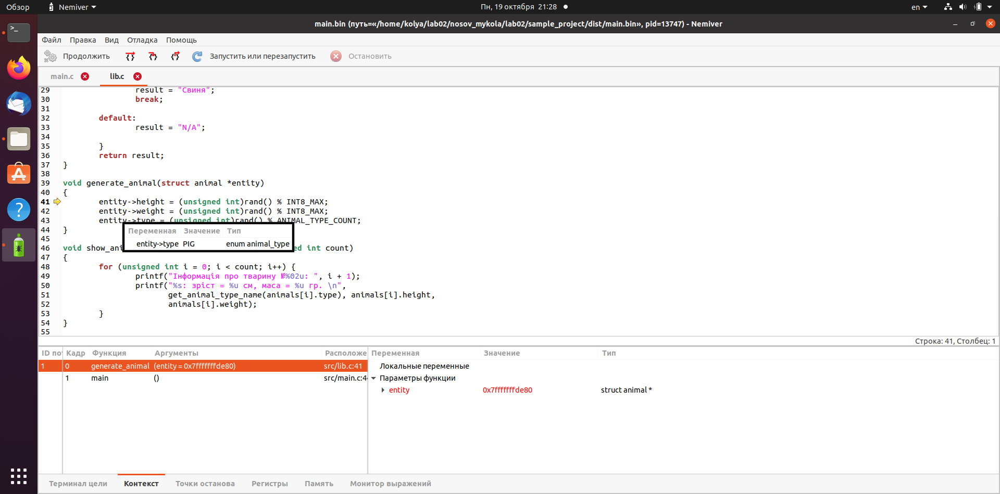 Обзор Nemiver Пн, 19 октября 21:28 en
main.bin (путь=«/home/kolya/lab02/nosov_mykola/lab02/sample_project/dist/main.bin», pid=13747) - Nemiver
Файл Правка Вид Отладка Помощь
Продолжить Запустить или перезапустить Остановить
main.c lib.c
29 result = "Свиня";
30 break;
31
32 default:
33 result = "N/A";
34
35 }
36 return result;
37 }
38
39 void generate_animal(struct animal *entity)
40 {
41 entity->height = (unsigned int)rand() % INT8_MAX;
42 entity->weight = (unsigned int)rand() % INT8_MAX;
43 entity->type = (unsigned int)rand() % ANIMAL_TYPE_COUNT;
44 }
Переменная Значение Тип
45
entity->type PIG enum animal_type
46 void show_ani ed int count)
47 {
48 for (unsigned int i = 0; i < count; i++) {
49 printf("Інформація про тварину №%02u: ", i + 1);
50 printf("%s: зріст = %u см, маса = %u гр. \n",
51 get_animal_type_name(animals[i].type), animals[i].height,
52 animals[i].weight);
53 }
54 }
55
Строка: 41, Столбец: 1
ID по Кадр Функция Аргументы Расположе Переменная Значение Тип
1 0 generate_animal (entity = 0x7fffffffde80) src/lib.c:41 Локальные переменные
1 main () src/main.c:4 Параметры функции
entity 0x7fffffffde80 struct animal *
Терминал цели Контекст Точки останова Регистры Память Монитор выражений